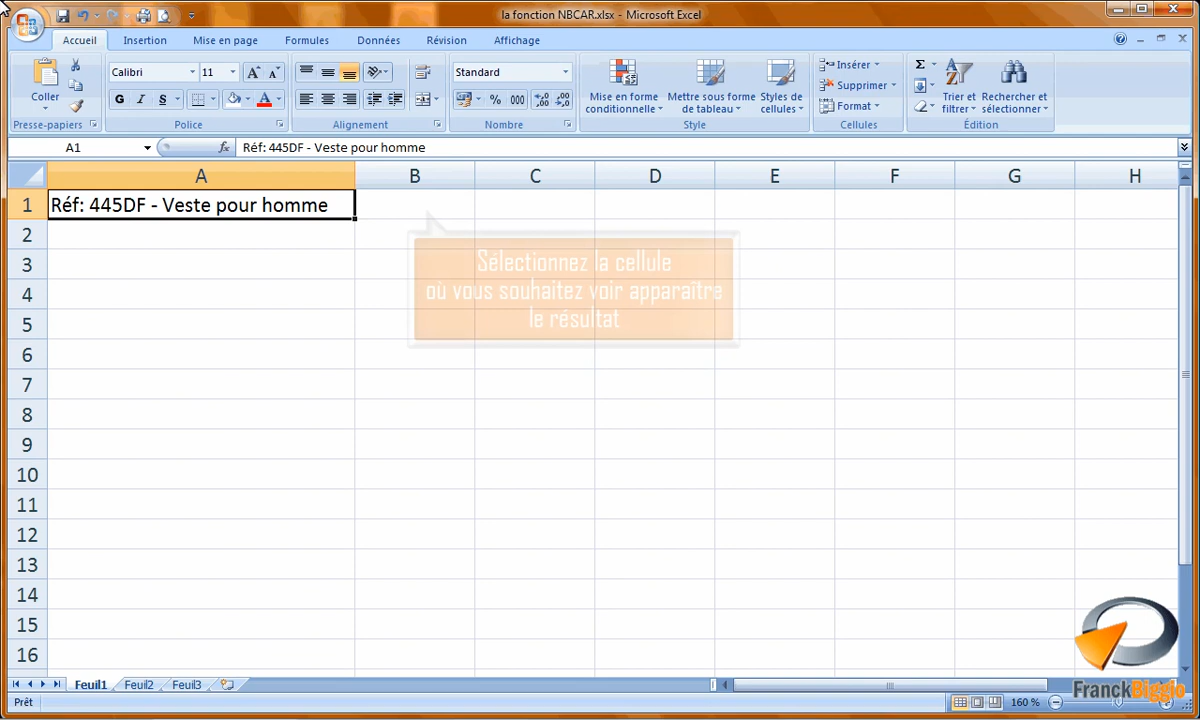 la fonction NBCAR.xlsx - Microsoft Excel
Accueil Insertion Mise en page Formules Données Révision Affichage
Coller
Calibri 11
G I S
Standard
% 000
Mise en forme conditionnelle
Mettre sous forme de tableau
Styles de cellules
Insérer
Supprimer
Format
Σ
Trier et filtrer
Rechercher et sélectionner
Presse-papiers Police Alignement Nombre Style Cellules Édition
A1 fx Réf: 445DF - Veste pour homme
A B C D E F G H
1 Réf: 445DF - Veste pour homme
2
Sélectionnez la cellule
où vous souhaitez voir apparaître
le résultat
3
4
5
6
7
8
9
10
11
12
13
14
15
16
Feuil1 Feuil2 Feuil3
FranckBiggio
Prêt 160 %